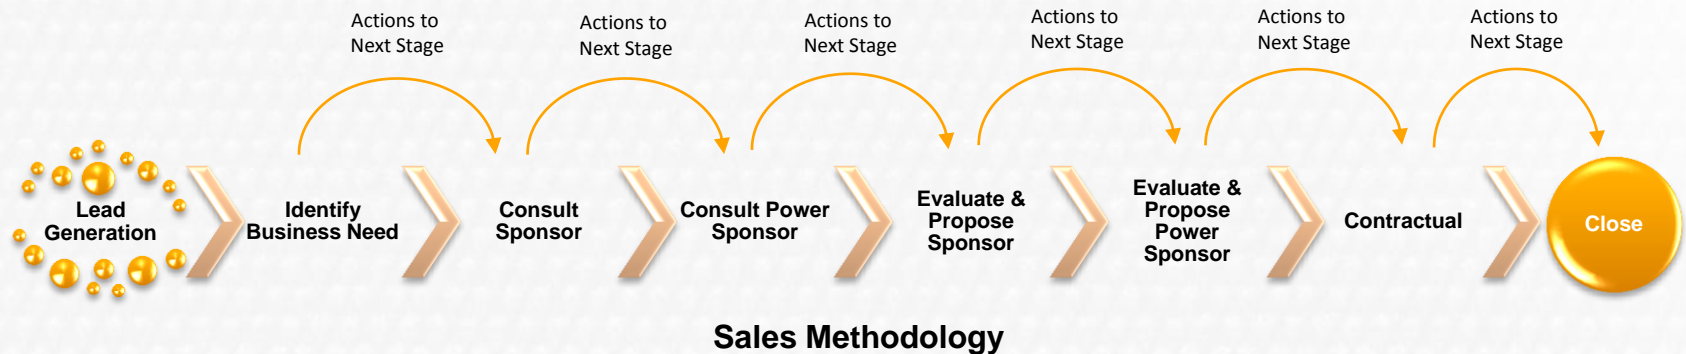 Actions to
Next Stage
Actions to
Next Stage
Actions to
Next Stage
Actions to
Next Stage
Actions to
Next Stage
Actions to
Next Stage
Lead
Generation
Identify
Business Need
Consult
Sponsor
Consult Power
Sponsor
Evaluate &
Propose
Sponsor
Evaluate &
Propose
Power
Sponsor
Contractual
Close
Sales Methodology